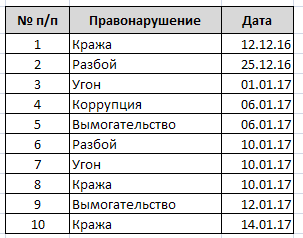 № п/п Правонарушение Дата
1 Кража 12.12.16
2 Разбой 25.12.16
3 Угон 01.01.17
4 Коррупция 06.01.17
5 Вымогательство 06.01.17
6 Разбой 10.01.17
7 Угон 10.01.17
8 Кража 10.01.17
9 Вымогательство 12.01.17
10 Кража 14.01.17